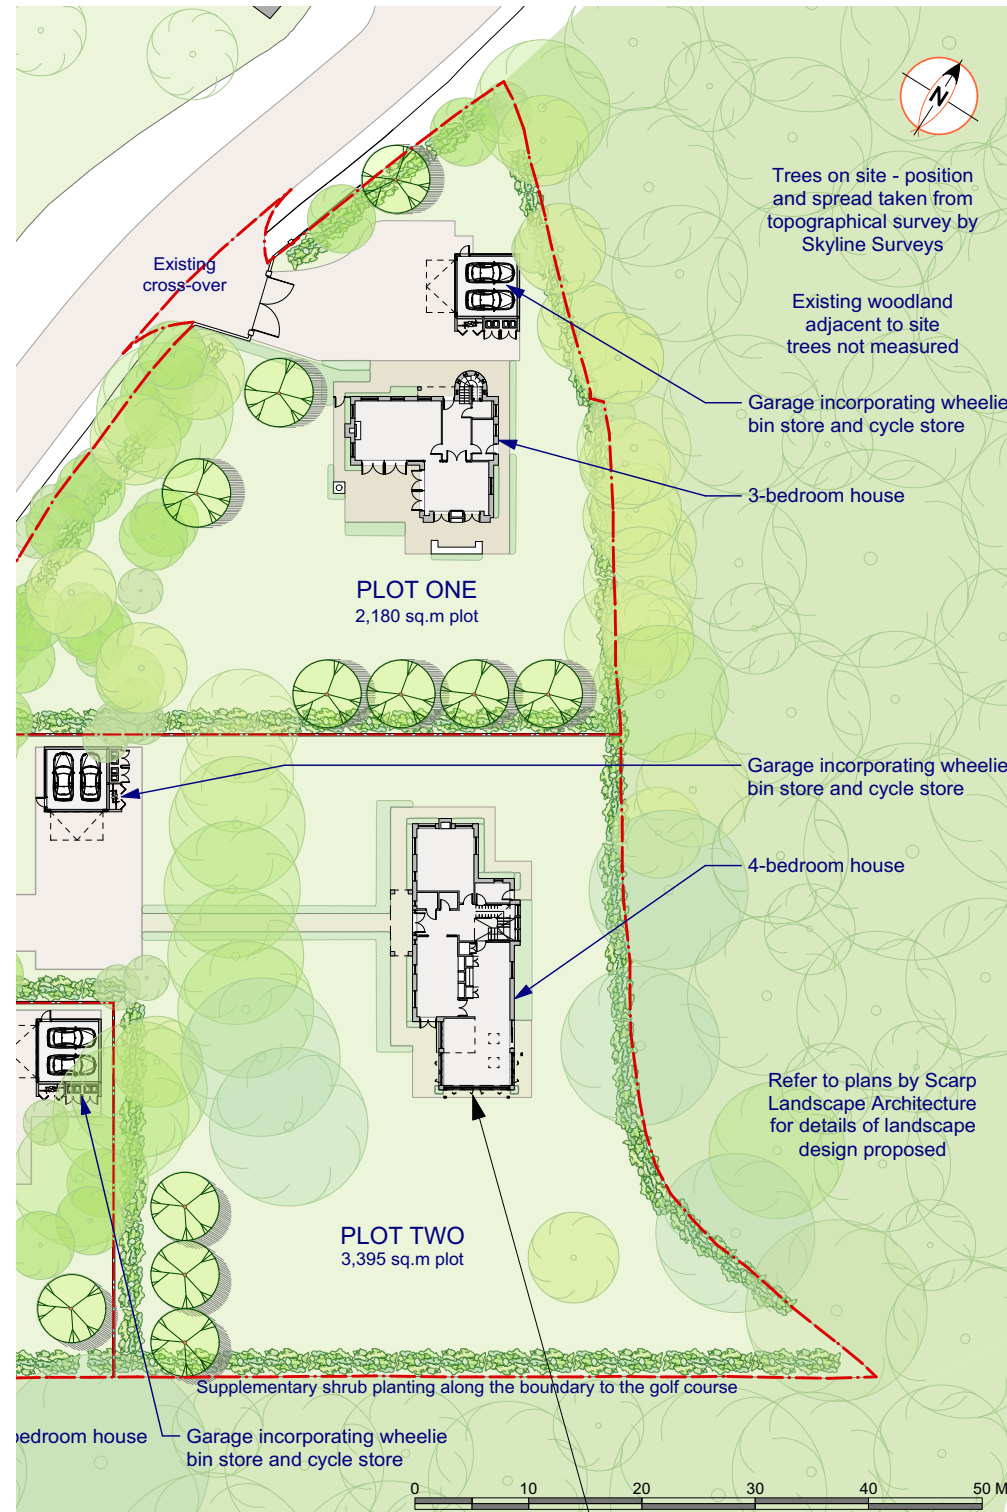 N
Trees on site - position
and spread taken from
topographical survey by
Skyline Surveys
Existing
cross-over
Existing woodland
adjacent to site
trees not measured
Garage incorporating wheelie
bin store and cycle store
3-bedroom house
PLOT ONE
2,180 sq.m plot
Garage incorporating wheelie
bin store and cycle store
4-bedroom house
Refer to plans by Scarp
Landscape Architecture
for details of landscape
design proposed
PLOT TWO
3,395 sq.m plot
Supplementary shrub planting along the boundary to the golf course
bedroom house
Garage incorporating wheelie
bin store and cycle store
0 10 20 30 40 50 M